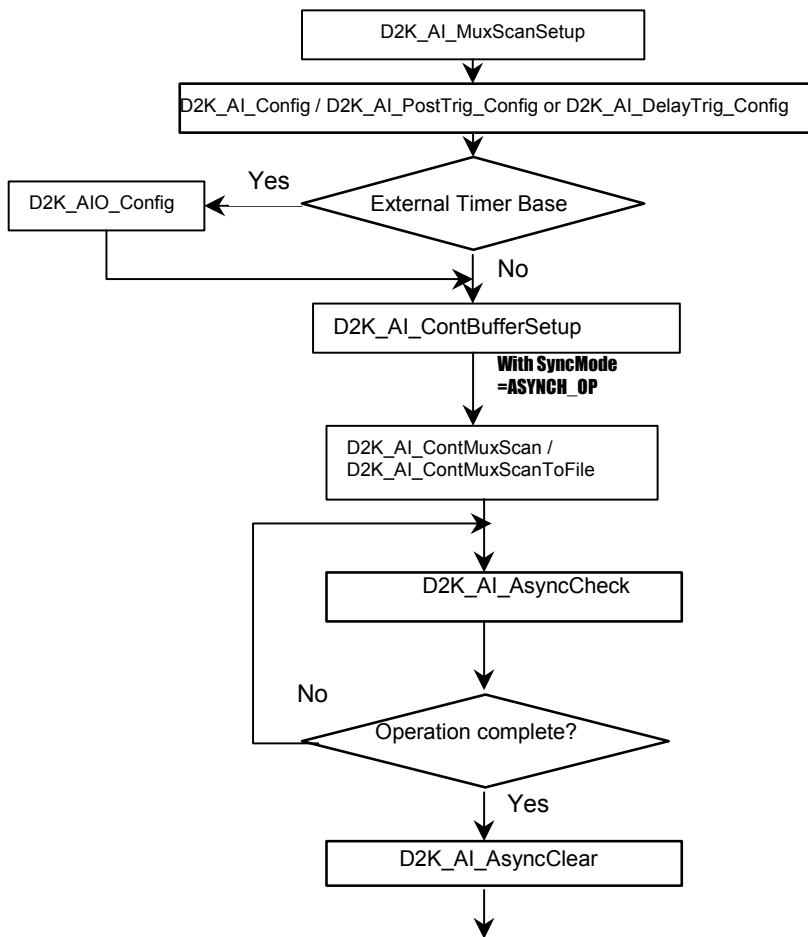 D2K_AI_MuxScanSetup
D2K_AI_Config / D2K_AI_PostTrig_Config or D2K_AI_DelayTrig_Config
Yes
D2K_AIO_Config
External Timer Base
No
D2K_AI_ContBufferSetup
With SyncMode
=ASYNCH_OP
D2K_AI_ContMuxScan /
D2K_AI_ContMuxScanToFile
D2K_AI_AsyncCheck
No
Operation complete?
Yes
D2K_AI_AsyncClear